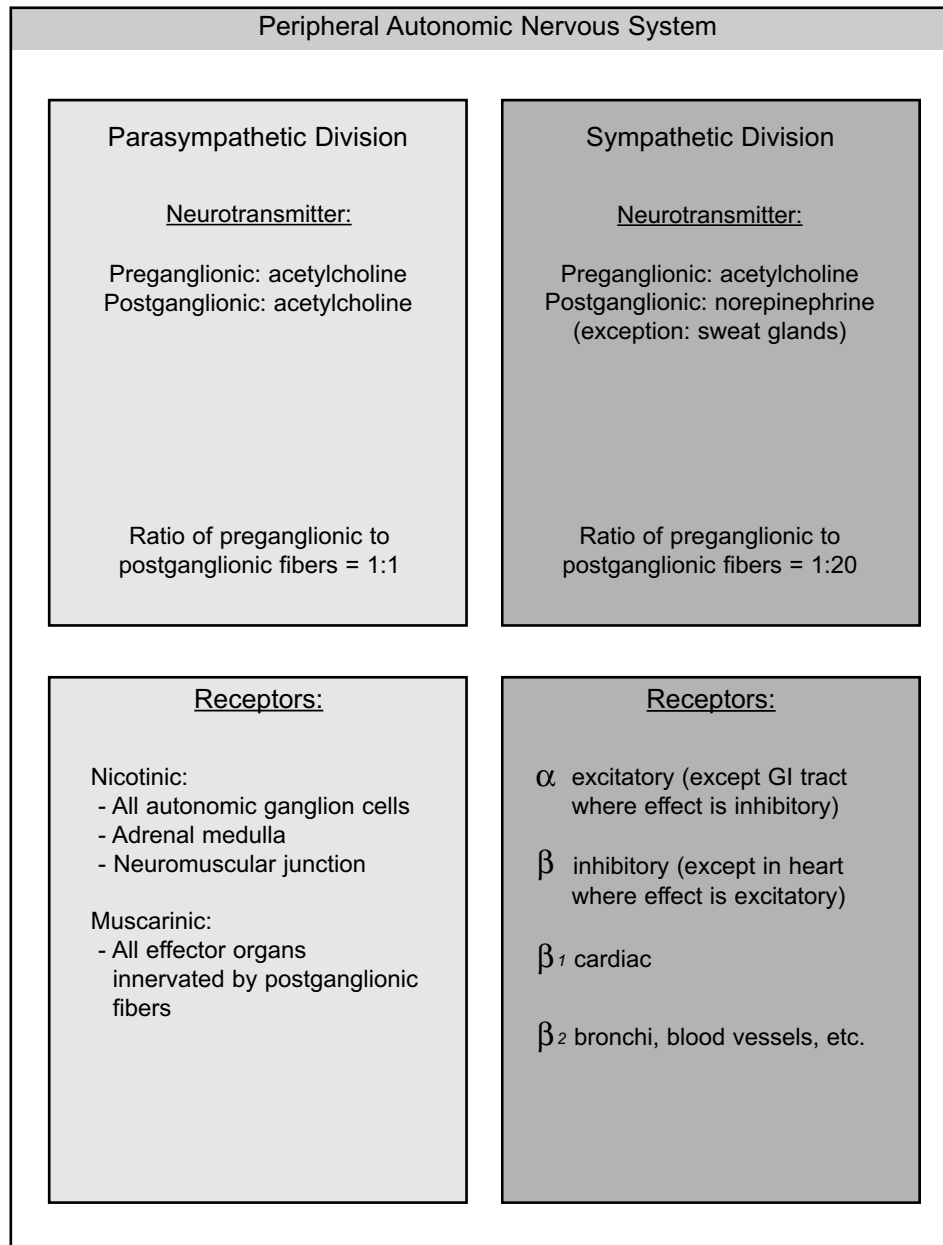 Peripheral Autonomic Nervous System
Parasympathetic Division
Neurotransmitter:
Preganglionic: acetylcholine
Postganglionic: acetylcholine
Ratio of preganglionic to
postganglionic fibers = 1:1
Sympathetic Division
Neurotransmitter:
Preganglionic: acetylcholine
Postganglionic: norepinephrine
(exception: sweat glands)
Ratio of preganglionic to
postganglionic fibers = 1:20
Receptors:
Nicotinic:
- All autonomic ganglion cells
- Adrenal medulla
- Neuromuscular junction
Muscarinic:
- All effector organs
innervated by postganglionic
fibers
Receptors:
α excitatory (except GI tract
where effect is inhibitory)
β inhibitory (except in heart
where effect is excitatory)
β1 cardiac
β2 bronchi, blood vessels, etc.